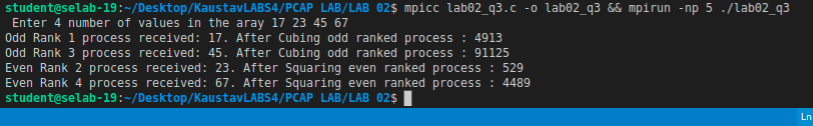 student@selab-19:~/Desktop/KaustavLABS4/PCAP LAB/LAB 02$ mpicc lab02_q3.c -o lab02_q3 && mpirun -np 5 ./lab02_q3
Enter 4 number of values in the aray 17 23 45 67
Odd Rank 1 process received: 17. After Cubing odd ranked process : 4913
Odd Rank 3 process received: 45. After Cubing odd ranked process : 91125
Even Rank 2 process received: 23. After Squaring even ranked process : 529
Even Rank 4 process received: 67. After Squaring even ranked process : 4489
student@selab-19:~/Desktop/KaustavLABS4/PCAP LAB/LAB 02$
Ln